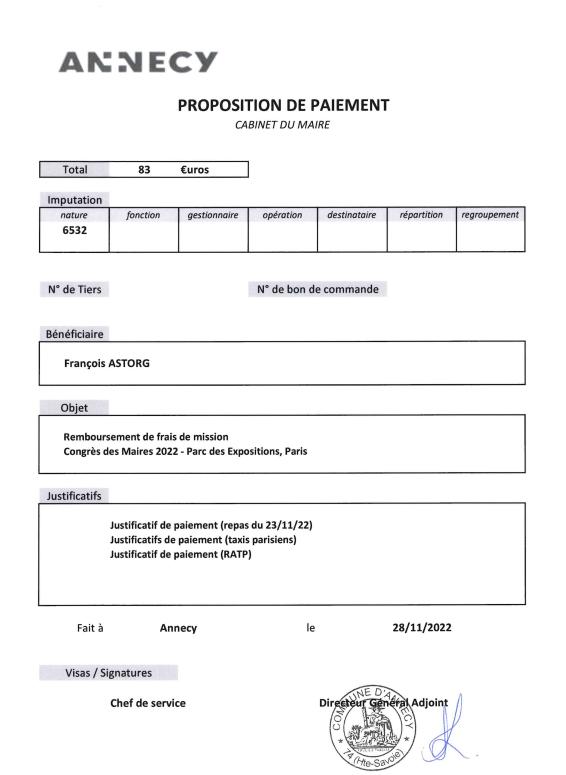 ANNECY
PROPOSITION DE PAIEMENT
CABINET DU MAIRE
Total 83 €uros
Imputation
nature fonction gestionnaire opération destinataire répartition regroupement
6532
N° de Tiers N° de bon de commande
Bénéficiaire
François ASTORG
Objet
Remboursement de frais de mission
Congrès des Maires 2022 - Parc des Expositions, Paris
Justificatifs
Justificatif de paiement (repas du 23/11/22)
Justificatifs de paiement (taxis parisiens)
Justificatif de paiement (RATP)
Fait à Annecy le 28/11/2022
Visas / Signatures
Chef de service Directeur Général Adjoint
COMMUNE D'ANNECY
74 (Hte-Savoie)